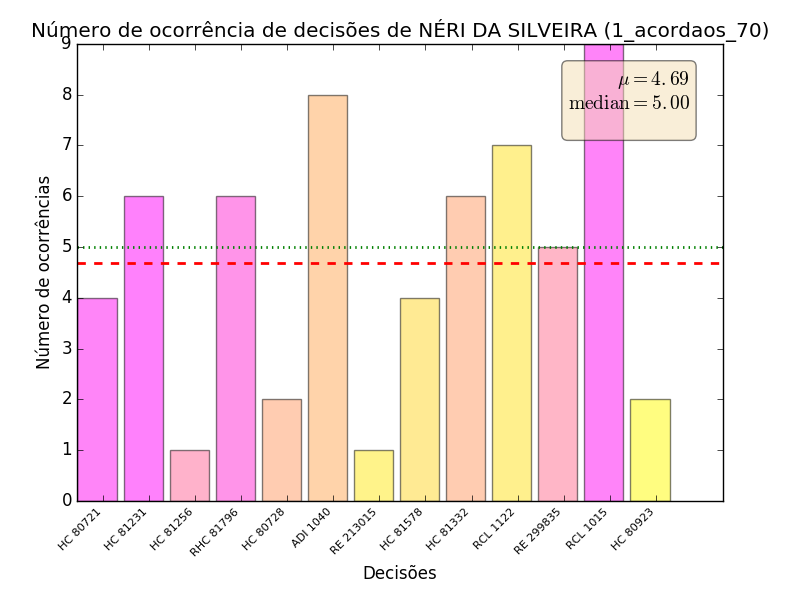 Número de ocorrência de decisões de NÉRI DA SILVEIRA (1_acordaos_70)
μ = 4.69
median = 5.00
Número de ocorrências
9
8
7
6
5
4
3
2
1
0
HC 80721
HC 81231
HC 81256
RHC 81796
HC 80728
ADI 1040
RE 213015
HC 81578
HC 81332
RCL 1122
RE 299835
RCL 1015
HC 80923
Decisões